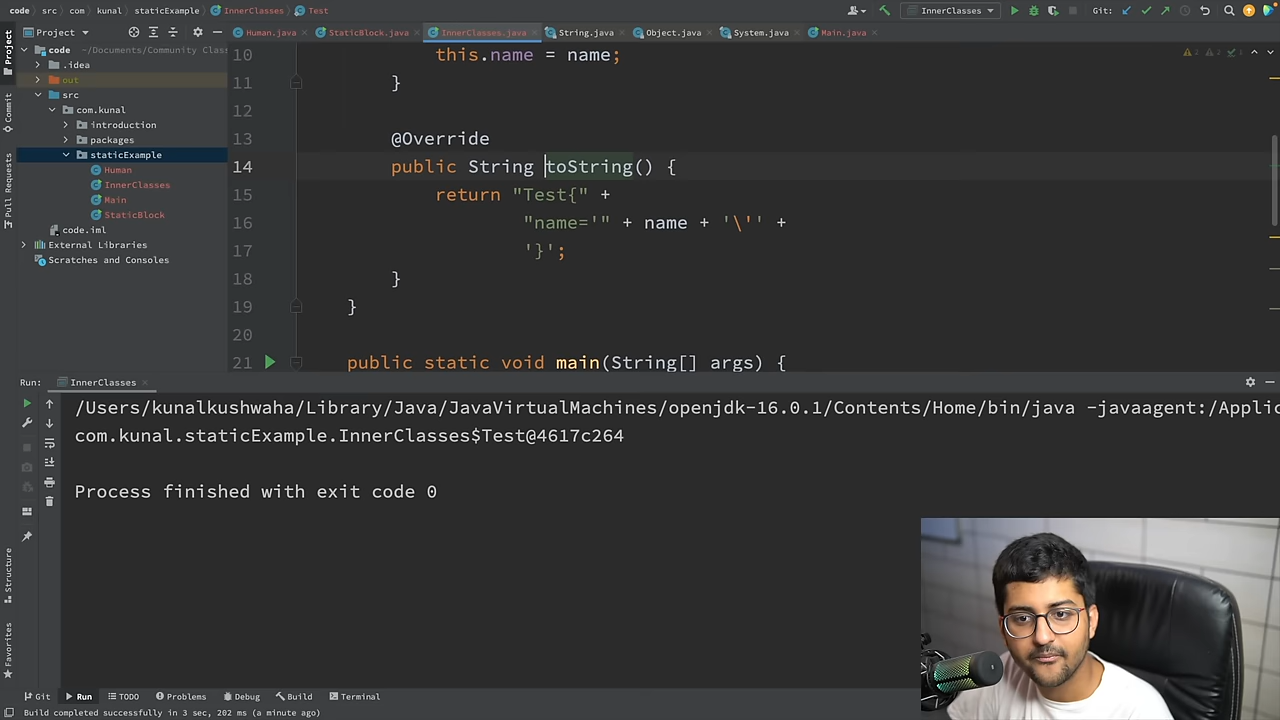 code src com kunal staticExample InnerClasses Test
InnerClasses
Git:
Project
Human.java
StaticBlock.java
InnerClasses.java
String.java
Object.java
System.java
Main.java
code ~/Documents/Community Class
.idea
out
src
com.kunal
introduction
packages
staticExample
Human
InnerClasses
Main
StaticBlock
code.iml
External Libraries
Scratches and Consoles
10 this.name = name;
11 }
12
13 @Override
14 public String toString() {
15 return "Test{" +
16 "name='" + name + '\'' +
17 '}';
18 }
19 }
20
21 public static void main(String[] args) {
Project
Commit
Pull Requests
Structure
Favorites
Run: InnerClasses
/Users/kunalkushwaha/Library/Java/JavaVirtualMachines/openjdk-16.0.1/Contents/Home/bin/java -javaagent:/Applic
com.kunal.staticExample.InnerClasses$Test@4617c264
Process finished with exit code 0
Git Run TODO Problems Debug Build Terminal
Build completed successfully in 3 sec, 202 ms (a minute ago)